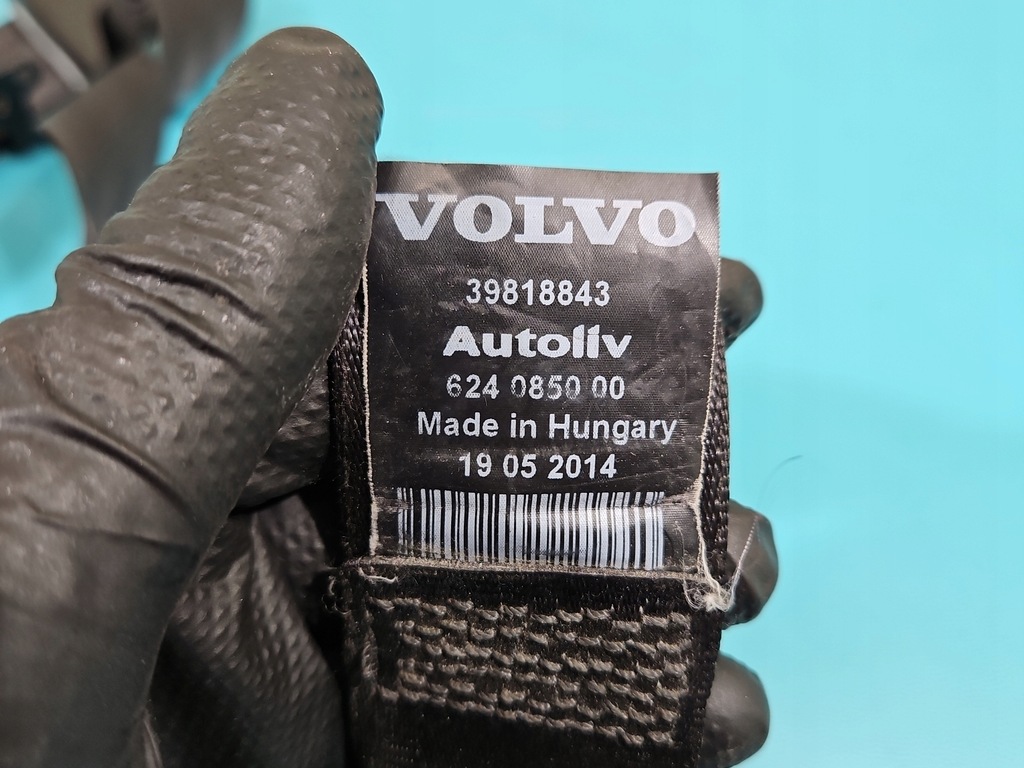 VOLVO
39818843
Autoliv
624 0850 00
Made in Hungary
19 05 2014